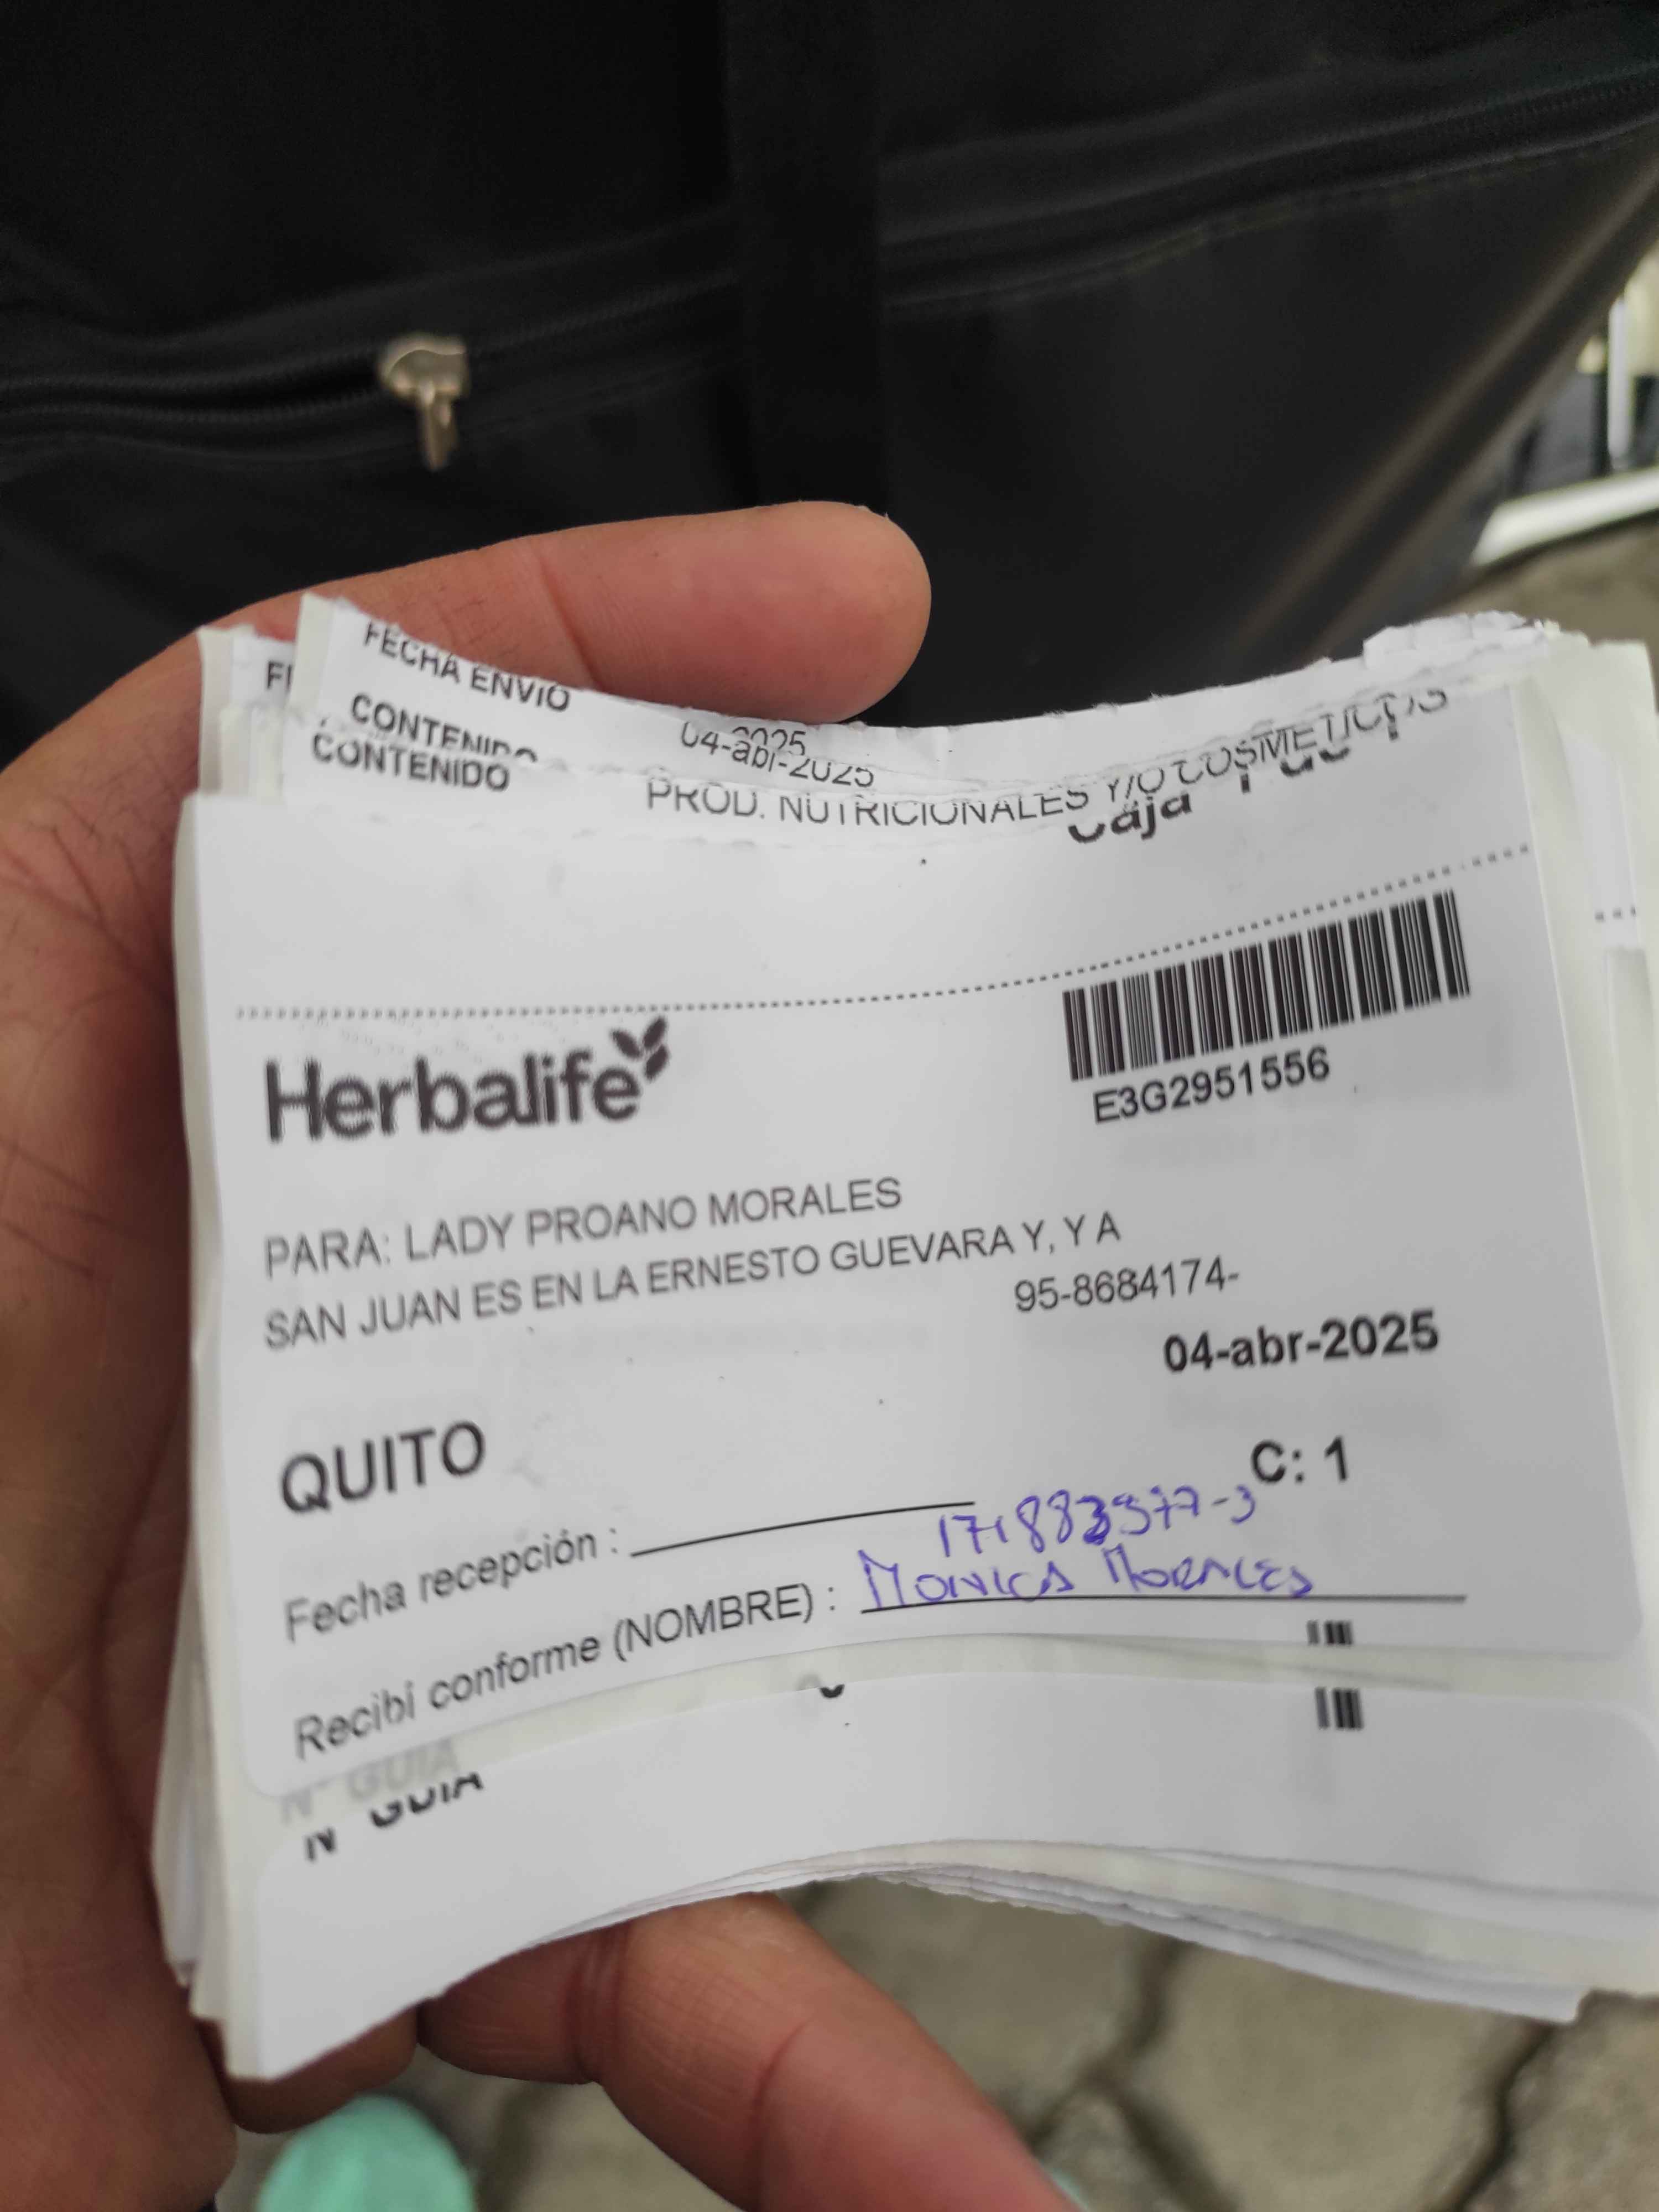 FECHA ENVIO
CONTENIDO
04-abr-2025
CONTENIDO
PROD. NUTRICIONALES Y/O COSMETICOS
Caja
Herbalife
E3G2951556
PARA: LADY PROANO MORALES
SAN JUAN ES EN LA ERNESTO GUEVARA Y, Y A
95-8684174-
04-abr-2025
QUITO
C: 1
Fecha recepción :
Recibí conforme (NOMBRE) : Monica Morales
N° GUIA
N° GUIA